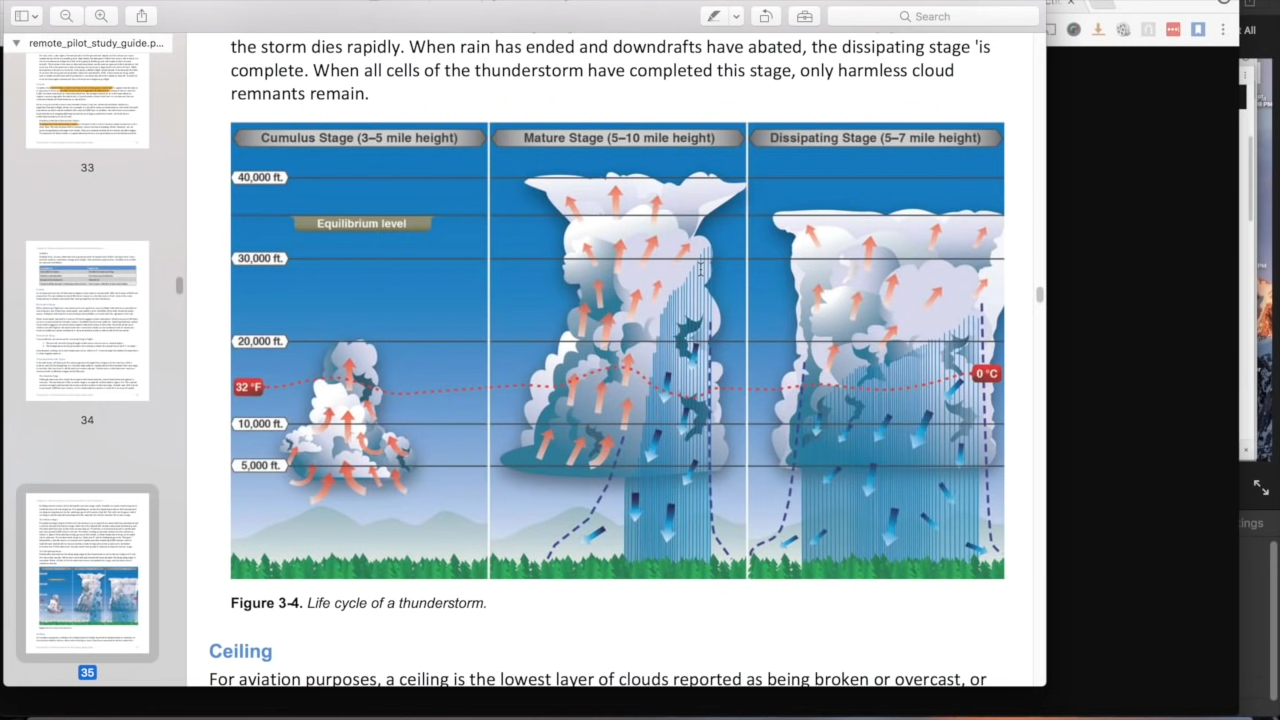 Search
remote_pilot_study_guide.p...
33
34
35
the storm dies rapidly. When rain has ended and downdrafts have abated, the dissipating stage 'is
complete. When all cells of the thunderstorm have completed this stage, only harmless cloud
remnants remain.
Cumulus Stage (3–5 mile height)
Mature Stage (5–10 mile height)
Dissipating Stage (5–7 mile height)
40,000 ft.
Equilibrium level
30,000 ft.
20,000 ft.
32 °F
0 °C
10,000 ft.
5,000 ft.
Figure 3-4. Life cycle of a thunderstorm.
Ceiling
For aviation purposes, a ceiling is the lowest layer of clouds reported as being broken or overcast, or
All
PM
PM
ings